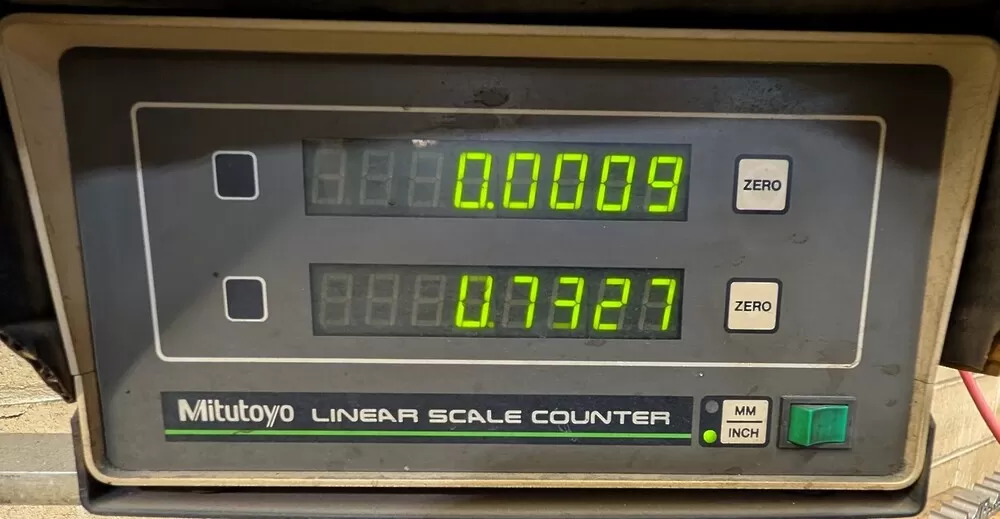 0.0009
ZERO
0.7327
ZERO
Mitutoyo LINEAR SCALE COUNTER
MM
INCH